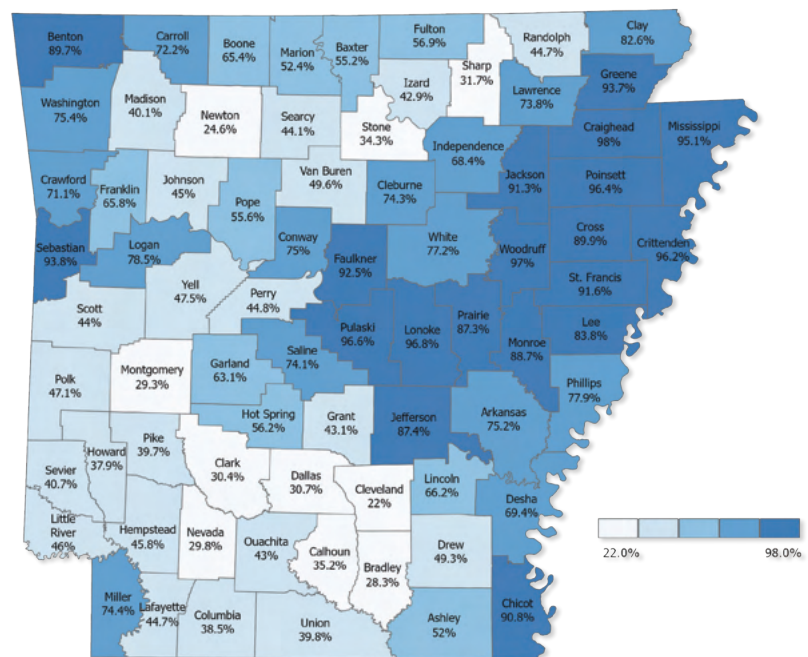 Benton
89.7%
Carroll
72.2%
Boone
65.4%
Marion
52.4%
Baxter
55.2%
Fulton
56.9%
Randolph
44.7%
Clay
82.6%
Sharp
31.7%
Izard
42.9%
Greene
93.7%
Lawrence
73.8%
Washington
75.4%
Madison
40.1%
Newton
24.6%
Searcy
44.1%
Stone
34.3%
Craighead
98%
Mississippi
95.1%
Independence
68.4%
Jackson
91.3%
Poinsett
96.4%
Crawford
71.1%
Franklin
65.8%
Johnson
45%
Van Buren
49.6%
Cleburne
74.3%
Pope
55.6%
Cross
89.9%
Crittenden
96.2%
Sebastian
93.8%
Logan
78.5%
Conway
75%
White
77.2%
Woodruff
97%
Faulkner
92.5%
St. Francis
91.6%
Yell
47.5%
Perry
44.8%
Scott
44%
Pulaski
96.6%
Lonoke
96.8%
Prairie
87.3%
Monroe
88.7%
Lee
83.8%
Saline
74.1%
Garland
63.1%
Montgomery
29.3%
Polk
47.1%
Phillips
77.9%
Hot Spring
56.2%
Grant
43.1%
Jefferson
87.4%
Arkansas
75.2%
Pike
39.7%
Howard
37.9%
Sevier
40.7%
Clark
30.4%
Dallas
30.7%
Cleveland
22%
Lincoln
66.2%
Desha
69.4%
Little
River
46%
Hempstead
45.8%
Nevada
29.8%
Ouachita
43%
Calhoun
35.2%
Bradley
28.3%
Drew
49.3%
22.0%
98.0%
Miller
74.4%
Lafayette
44.7%
Columbia
38.5%
Union
39.8%
Ashley
52%
Chicot
90.8%